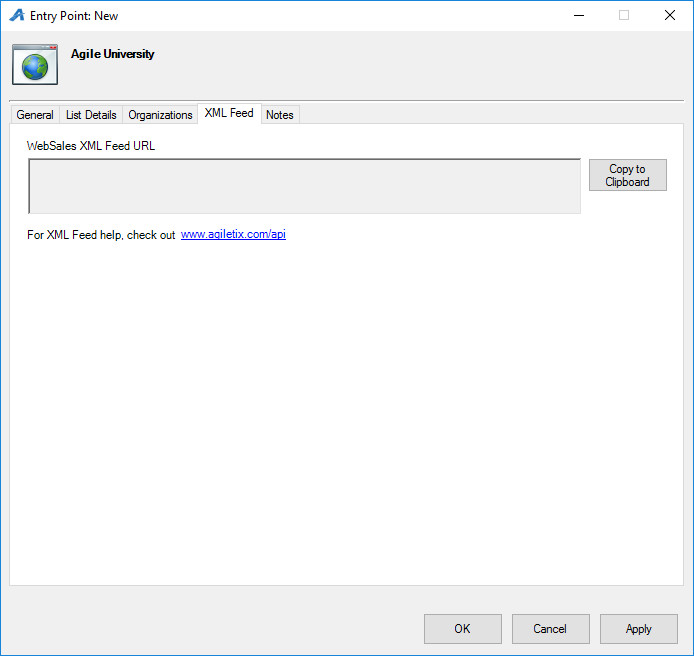 Entry Point: New
Agile University
General List Details Organizations XML Feed Notes
WebSales XML Feed URL
Copy to
Clipboard
For XML Feed help, check out www.agiletix.com/api
OK Cancel Apply